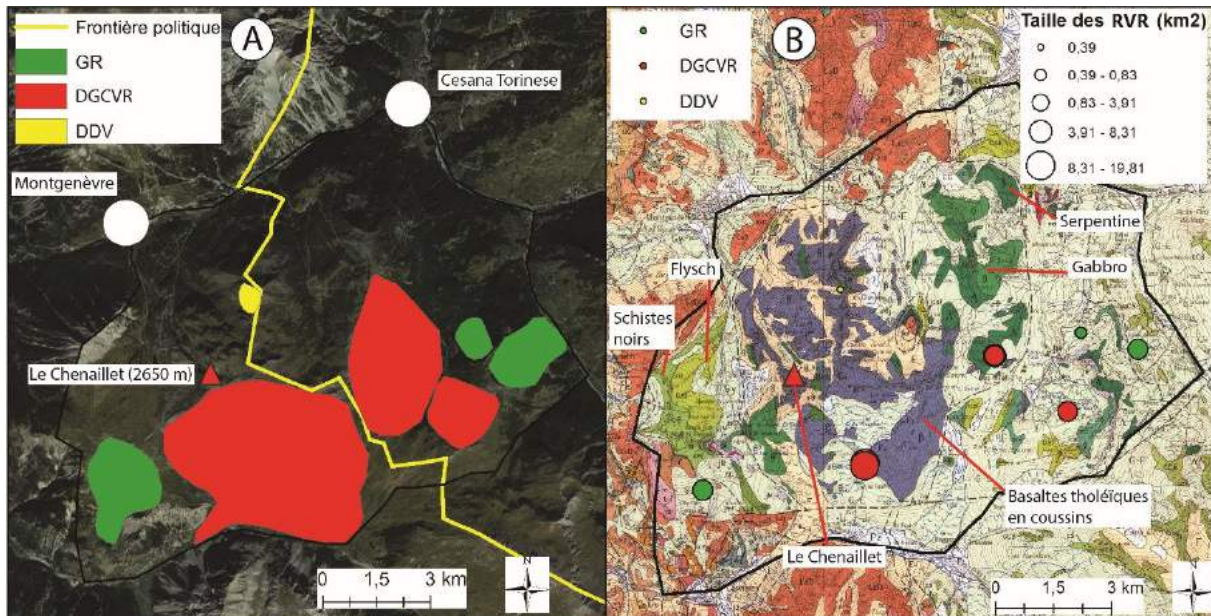 Frontière politique
GR
DGCVR
DDV
A
Cesana Torinese
Montgenèvre
Le Chenaillet (2650 m)
0 1,5 3 km
N
GR
DGCVR
DDV
B
Taille des RVR (km2)
0,39
0,39 - 0,83
0,83 - 3,91
3,91 - 8,31
8,31 - 19,81
Serpentine
Gabbro
Flysch
Schistes
noirs
Basaltes tholéïques
en coussins
Le Chenaillet
0 1,5 3 km
N